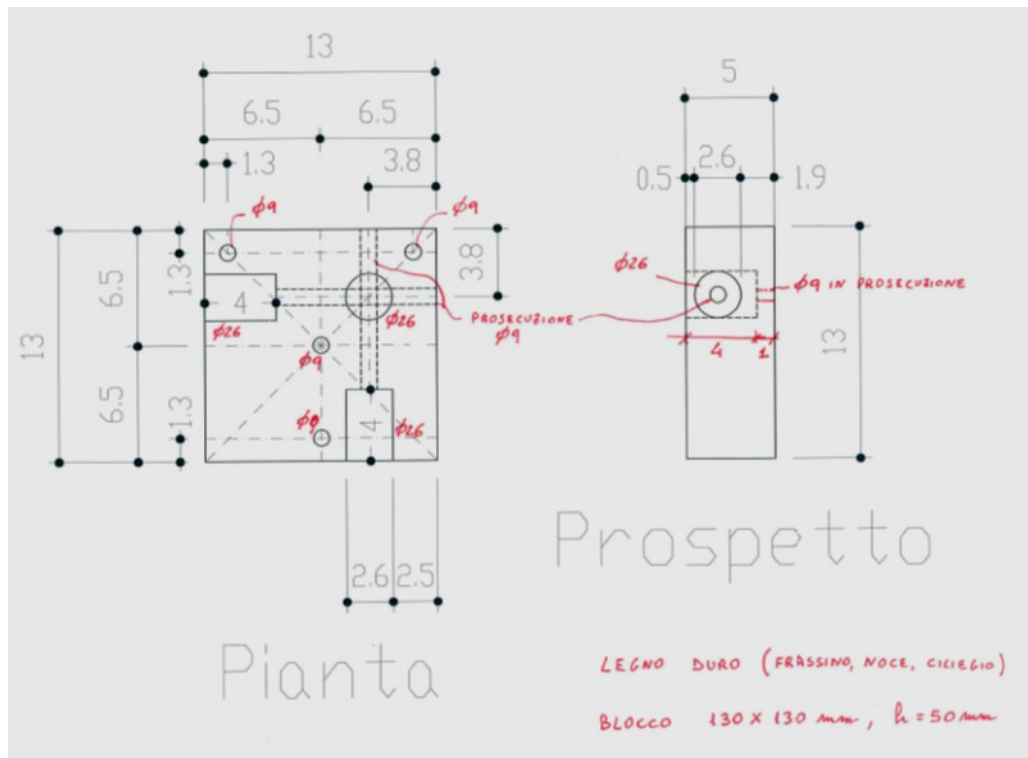 13
5
6.5 6.5
1.3 3.8
0.5 2.6 1.9
φ9 φ9
1.3 3.8
6.5
13
4
φ26 φ26
φ26
φ9 IN PROSECUZIONE
PROSECUZIONE
φ9
4 1
13
φ9
6.5
1.3
φ9
4
φ26
2.6 2.5
Prospetto
Pianta
LEGNO DURO (FRASSINO, NOCE, CILIEGIO)
BLOCCO 130 X 130 mm, h = 50 mm